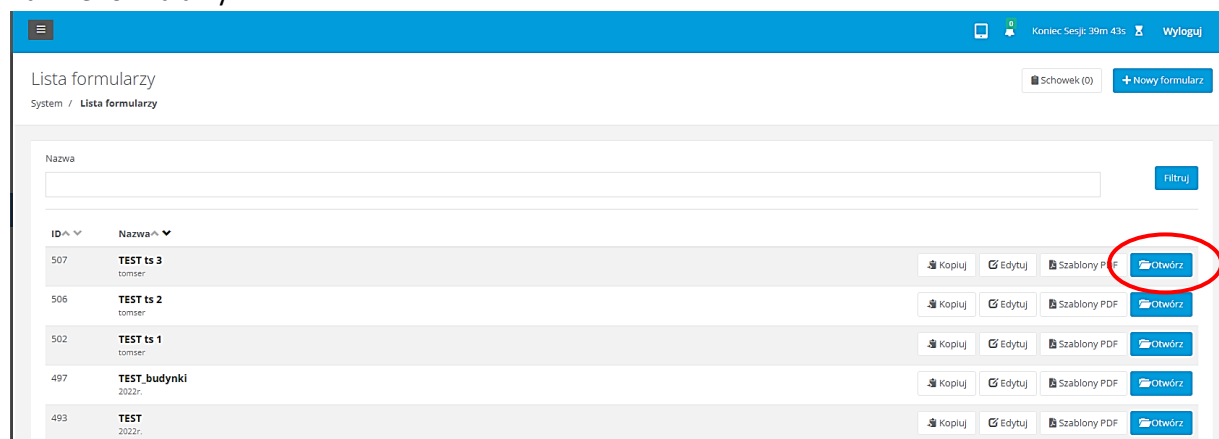 0
Koniec Sesji: 39m 43s Wyloguj
Lista formularzy
Schowek (0) + Nowy formularz
System / Lista formularzy
Nazwa
Filtruj
ID Nazwa
507 TEST ts 3 Kopiuj Edytuj Szablony PDF Otwórz
tomser
506 TEST ts 2 Kopiuj Edytuj Szablony PDF Otwórz
tomser
502 TEST ts 1 Kopiuj Edytuj Szablony PDF Otwórz
tomser
497 TEST_budynki Kopiuj Edytuj Szablony PDF Otwórz
2022r.
493 TEST Kopiuj Edytuj Szablony PDF Otwórz
2022r.